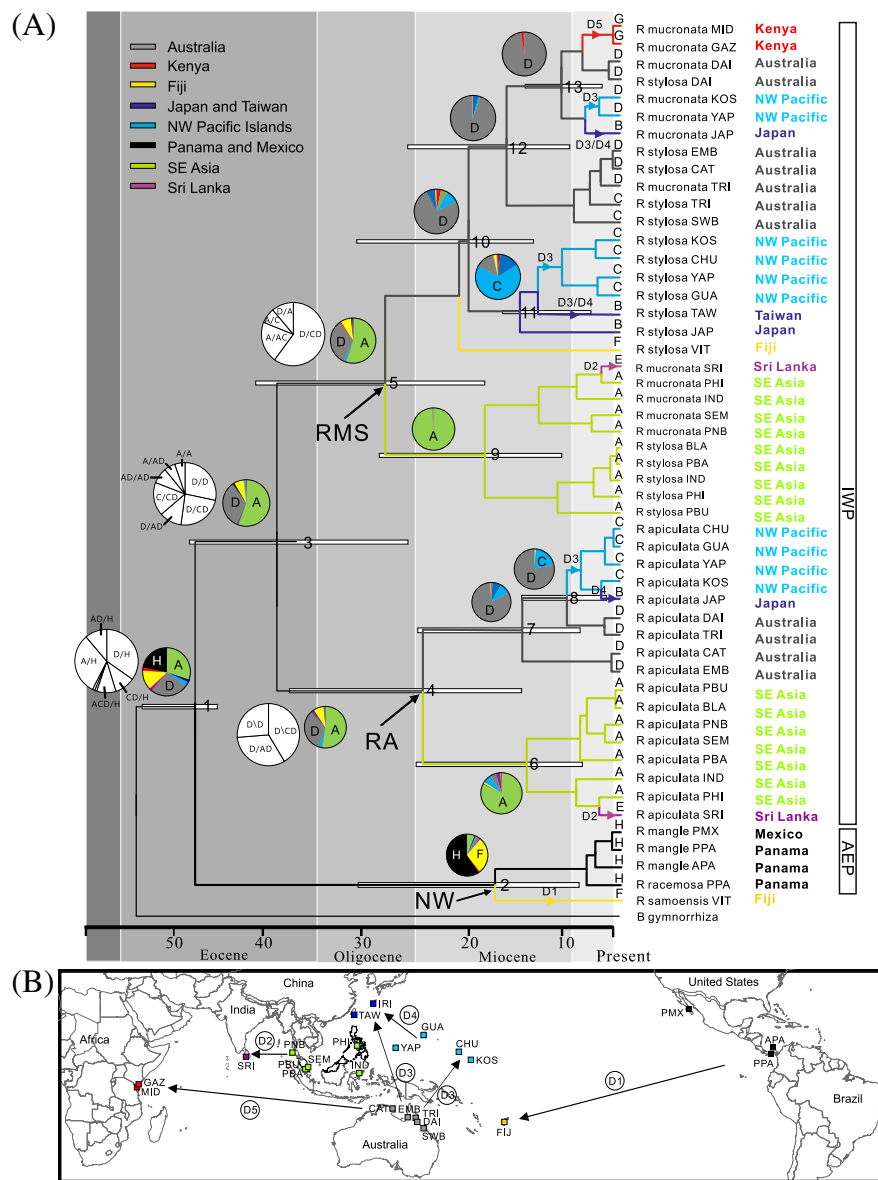 (A)
Australia
Kenya
Fiji
Japan and Taiwan
NW Pacific Islands
Panama and Mexico
SE Asia
Sri Lanka
G R mucronata MID Kenya
G R mucronata GAZ Kenya
D R mucronata DAI Australia
D R stylosa DAI Australia
D R mucronata KOS NW Pacific
D R mucronata YAP NW Pacific
B R mucronata JAP Japan
D R stylosa EMB Australia
D R stylosa CAT Australia
D R mucronata TRI Australia
C R stylosa TRI Australia
C R stylosa SWB Australia
C R stylosa KOS NW Pacific
C R stylosa CHU NW Pacific
C R stylosa YAP NW Pacific
C R stylosa GUA NW Pacific
B R stylosa TAW Taiwan
B R stylosa JAP Japan
F R stylosa VIT Fiji
E R mucronata SRI Sri Lanka
A R mucronata PHI SE Asia
A R mucronata IND SE Asia
A R mucronata SEM SE Asia
A R mucronata PNB SE Asia
A R stylosa BLA SE Asia
A R stylosa PBA SE Asia
A R stylosa IND SE Asia
A R stylosa PHI SE Asia
A R stylosa PBU SE Asia
C R apiculata CHU NW Pacific
C R apiculata GUA NW Pacific
C R apiculata YAP NW Pacific
C R apiculata KOS NW Pacific
B R apiculata JAP Japan
D R apiculata DAI Australia
D R apiculata TRI Australia
D R apiculata CAT Australia
D R apiculata EMB Australia
A R apiculata PBU SE Asia
A R apiculata BLA SE Asia
A R apiculata PNB SE Asia
A R apiculata SEM SE Asia
A R apiculata PBA SE Asia
A R apiculata IND SE Asia
A R apiculata PHI SE Asia
E R apiculata SRI Sri Lanka
H R mangle PMX Mexico
H R mangle PPA Panama
H R mangle APA Panama
H R racemosa PPA Panama
F R samoensis VIT Fiji
B gymnorrhiza
IWP
AEP
D5
D
13
D3
D
12
D3/D4
D
10
D3
C
D3/D4
11
D/A
A/C
A/AC
D/CD
D
A
5
D2
RMS
A
9
A/A
A/AD
AD/AD
D/D
C/CD
D/CD
D/AD
D
A
3
C
D
D3
D
D4
8
7
AD/H
A/H
D/H
CD/H
ACD/H
H
A
D
1
4
D\D
D\CD
D/AD
D
A
RA
6
A
D2
H
F
NW
2
D1
50
40
30
20
10
Present
Eocene
Oligocene
Miocene
(B)
China
United States
India
Africa
IRI
TAW
D4
PMX
GUA
PHI
D2
PNB
YAP
CHU
APA
SRI
PBU
SEM
PBA
IND
KOS
PPA
GAZ
MID
D3
D3
D1
Brazil
D5
CAT
EMB
TRI
DAI
SWB
FIJ
Australia